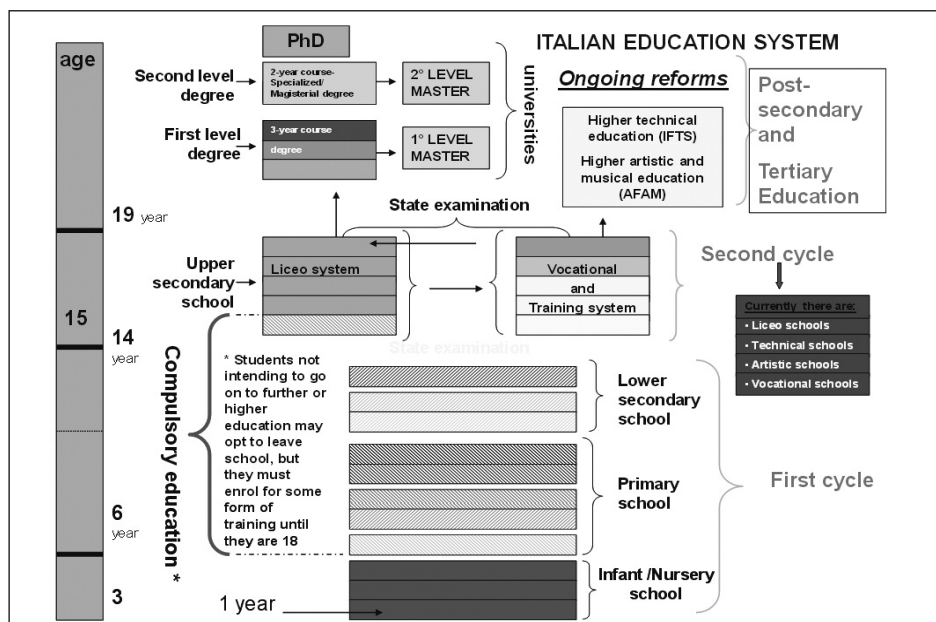 ITALIAN EDUCATION SYSTEM
age
PhD
Second level
degree
2-year course-
Specialized/
Magisterial degree
2° LEVEL
MASTER
First level
degree
3-year course
degree
1° LEVEL
MASTER
universities
Ongoing reforms
Higher technical
education (IFTS)
Higher artistic and
musical education
(AFAM)
Post-
secondary
and
Tertiary
Education
19 year
State examination
Upper
secondary
school
Liceo system
Vocational
and
Training system
Second cycle
Currently there are:
• Liceo schools
• Technical schools
• Artistic schools
• Vocational schools
15
14
year
State examination
Compulsory education *
* Students not
intending to go
on to further or
higher
education may
opt to leave
school, but
they must
enrol for some
form of
training until
they are 18
Lower
secondary
school
Primary
school
First cycle
6
year
Infant /Nursery
school
3
1 year